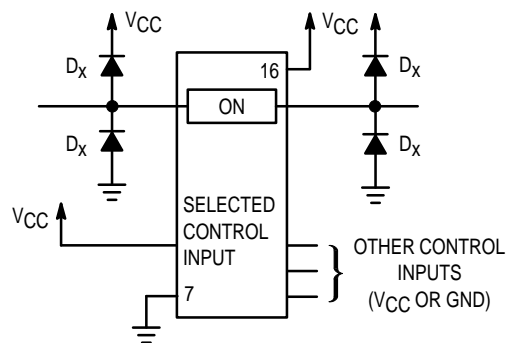 VCC
VCC
DX
16
DX
ON
DX
DX
VCC
SELECTED
CONTROL
INPUT
OTHER CONTROL
INPUTS
(VCC OR GND)
7